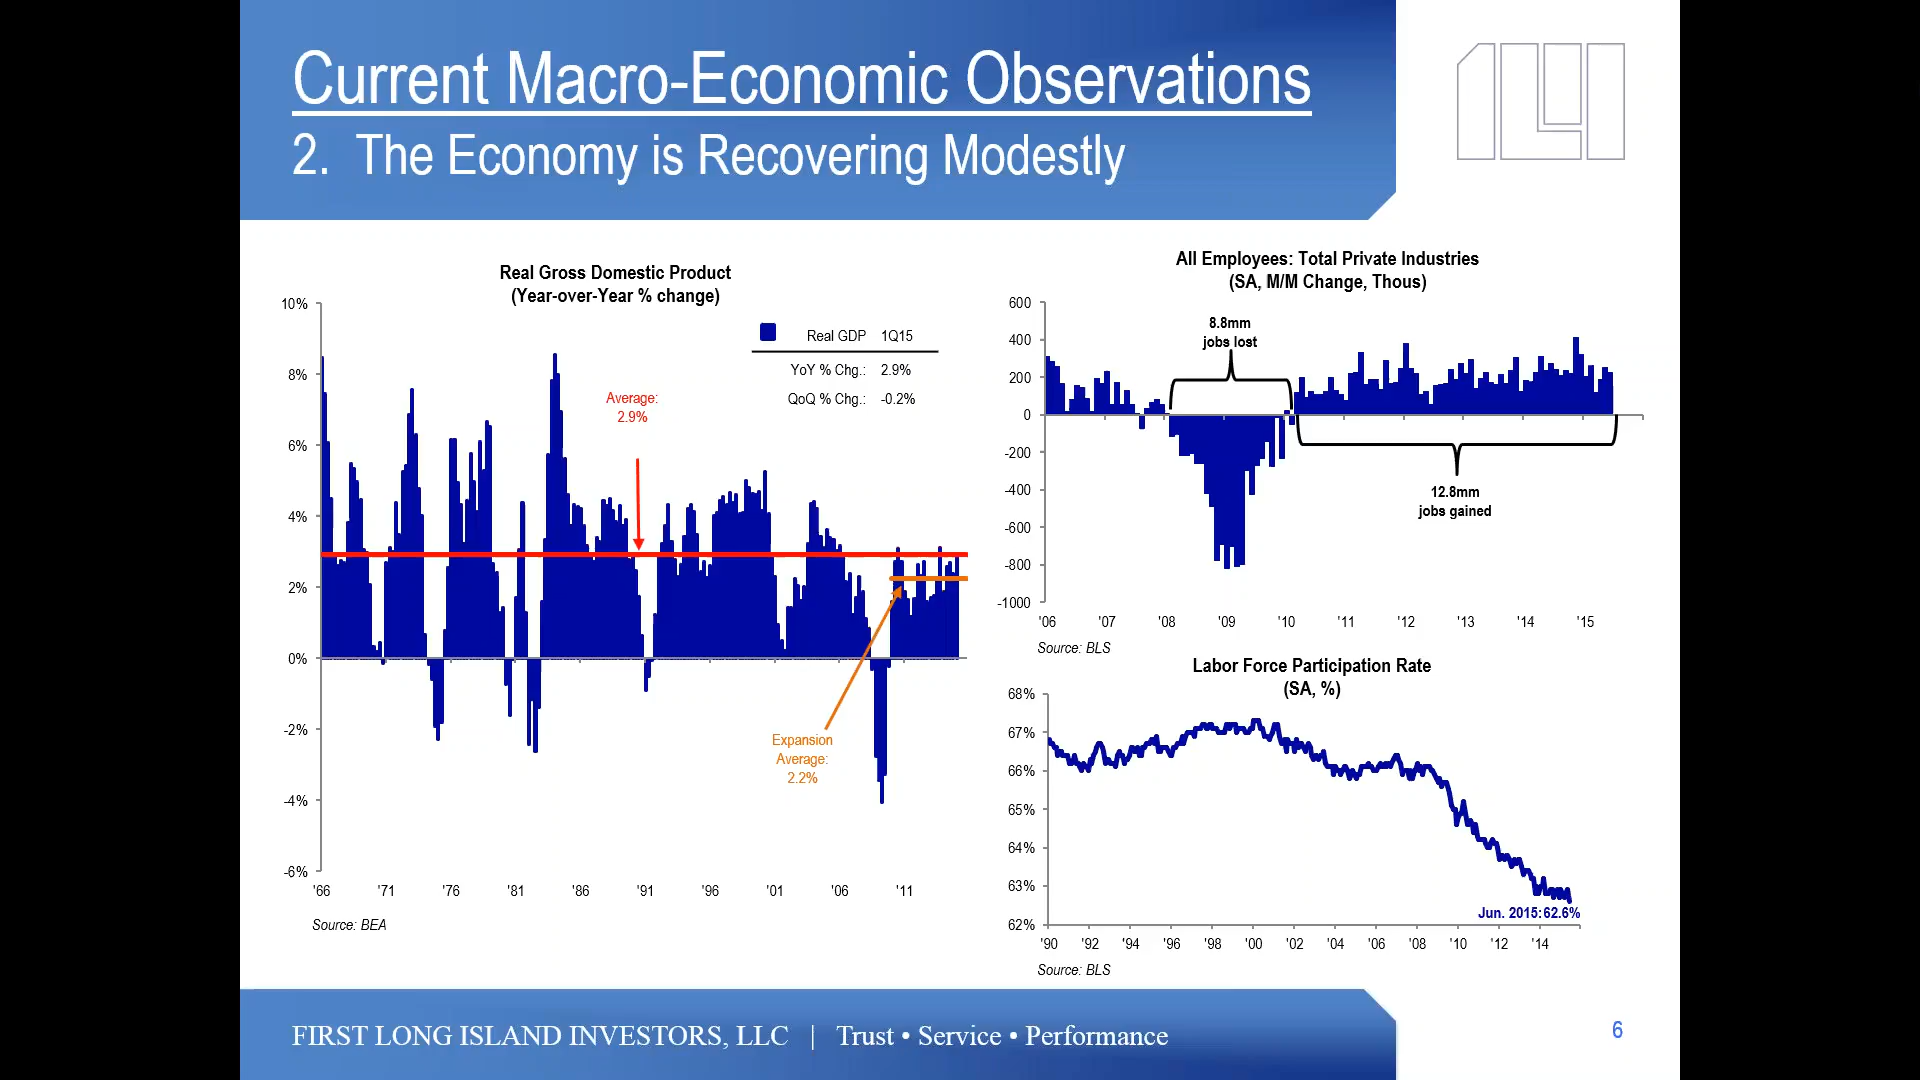 Current Macro-Economic Observations
2. The Economy is Recovering Modestly
Real Gross Domestic Product
(Year-over-Year % change)
10%
8%
6%
4%
2%
0%
-2%
-4%
-6%
'66 '71 '76 '81 '86 '91 '96 '01 '06 '11
Real GDP 1Q15
YoY % Chg.: 2.9%
QoQ % Chg.: -0.2%
Average:
2.9%
Expansion
Average:
2.2%
Source: BEA
All Employees: Total Private Industries
(SA, M/M Change, Thous)
600
400
200
0
-200
-400
-600
-800
-1000
'06 '07 '08 '09 '10 '11 '12 '13 '14 '15
8.8mm
jobs lost
12.8mm
jobs gained
Source: BLS
Labor Force Participation Rate
(SA, %)
68%
67%
66%
65%
64%
63%
62%
'90 '92 '94 '96 '98 '00 '02 '04 '06 '08 '10 '12 '14
Jun. 2015:62.6%
Source: BLS
FIRST LONG ISLAND INVESTORS, LLC | Trust • Service • Performance
6